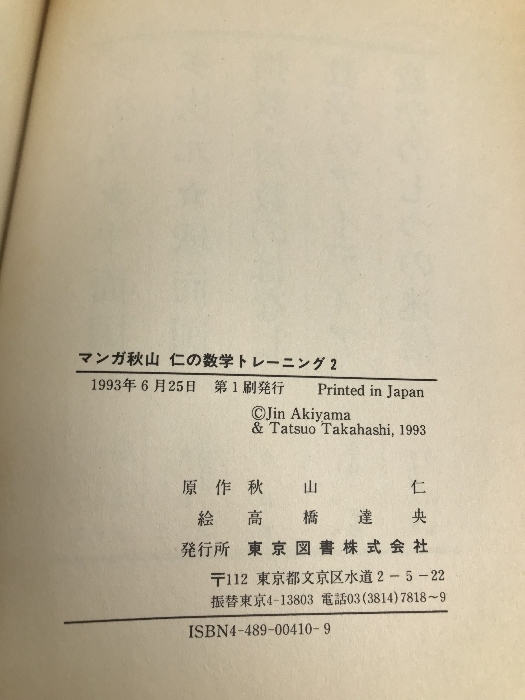 マンガ秋山 仁の数学トレーニング 2
1993年6月25日 第1刷発行 Printed in Japan
©Jin Akiyama
& Tatsuo Takahashi, 1993
原作 秋山 仁
絵 高橋達央
発行所 東京図書株式会社
〒112 東京都文京区水道2-5-22
振替東京4-13803 電話03(3814)7818〜9
ISBN4-489-00410-9